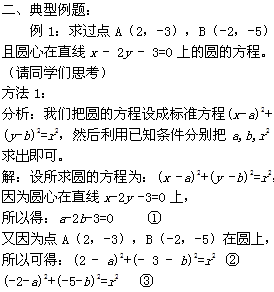 二、典型例题：
例 1：求过点 A（2，-3），B（-2，-5）
且圆心在直线 x - 2y - 3=0 上的圆的方程。
（请同学们思考）
方法 1：
分析：我们把圆的方程设成标准方程(x-a)²+
(y-b)²=r²，然后利用已知条件分别把 a,b,r²
求出即可。
解：设所求圆的方程为：(x -a)²+(y -b)²=r²，
因为圆心在直线 x-2y -3=0 上，
所以得：a-2b-3=0 ①
又因为点 A（2，-3），B（-2，-5）在圆上，
所以可得：(2 - a)²+(- 3 - b)²=r² ②
(-2-a)²+(-5-b)²=r² ③